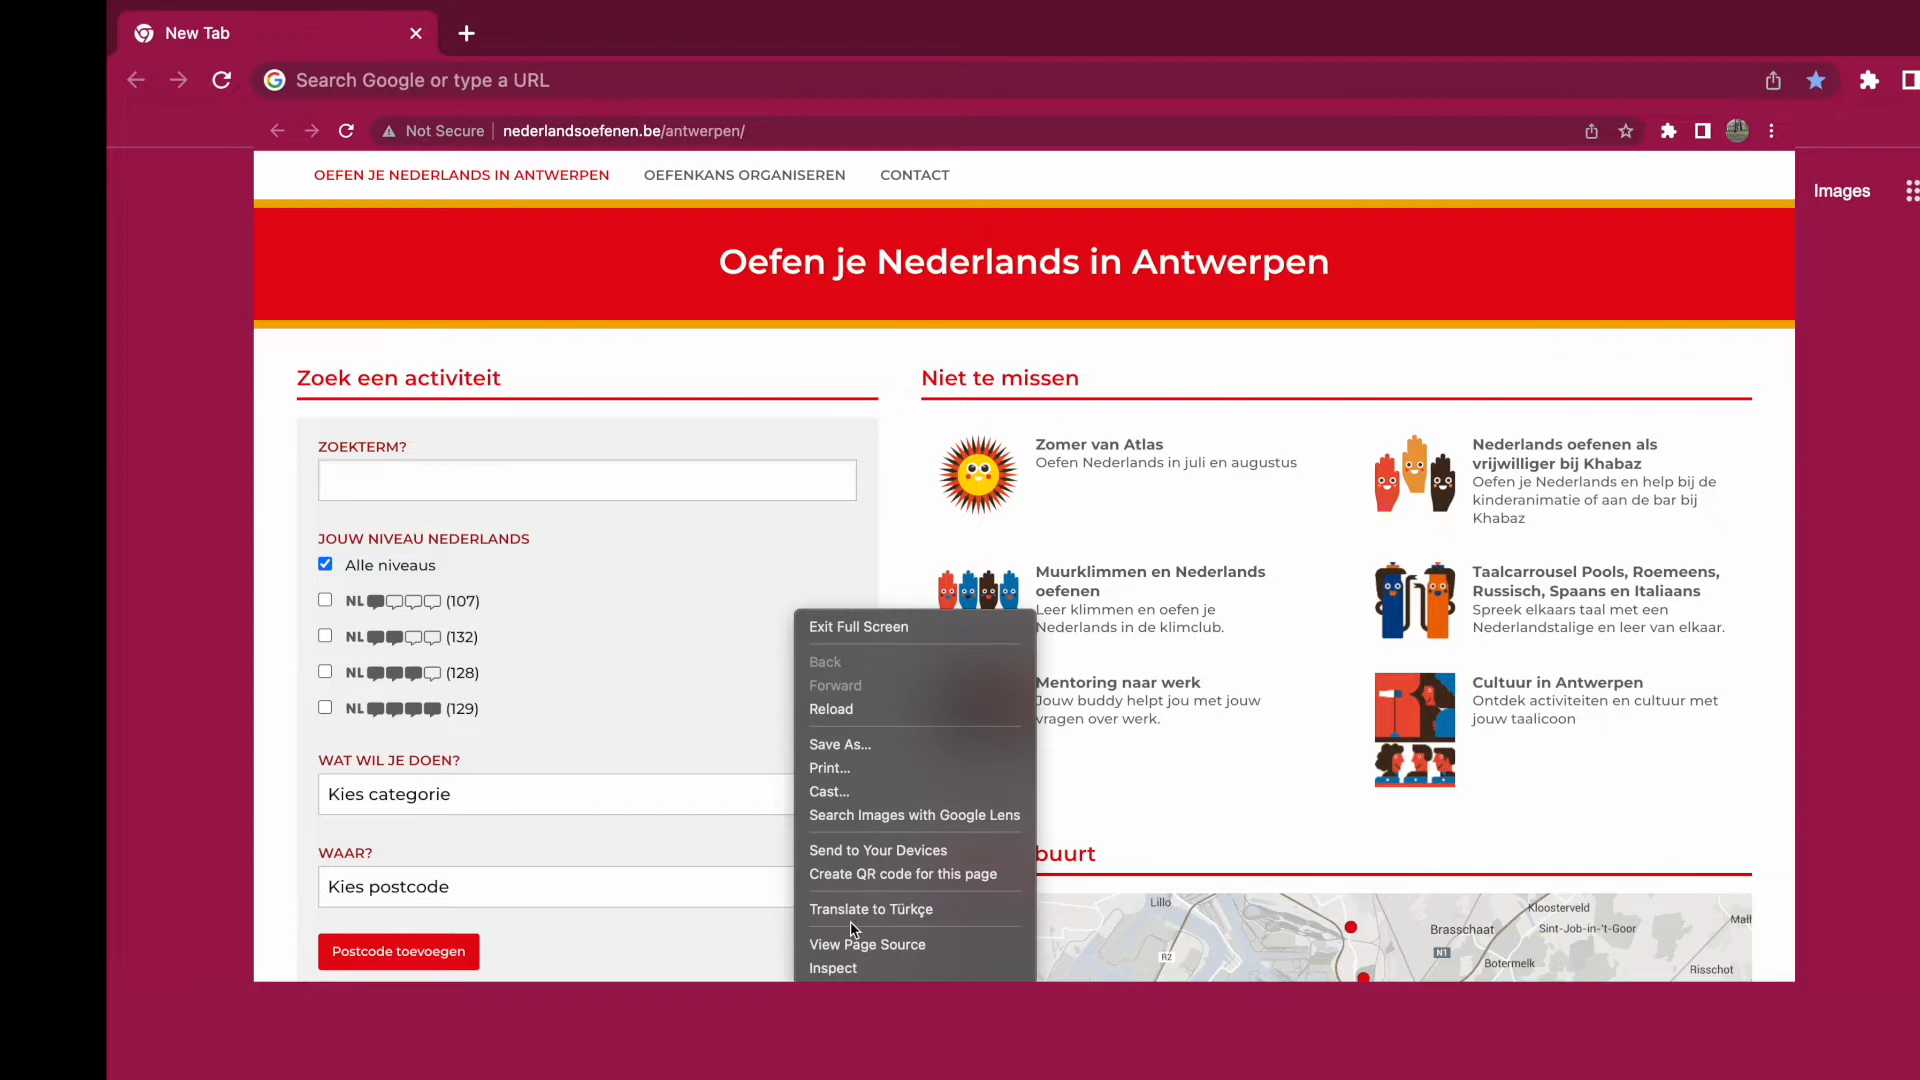 New Tab
Search Google or type a URL
Not Secure nederlandsoefenen.be/antwerpen/
OEFEN JE NEDERLANDS IN ANTWERPEN OEFENKANS ORGANISEREN CONTACT
Images
Oefen je Nederlands in Antwerpen
Zoek een activiteit
ZOEKTERM?
JOUW NIVEAU NEDERLANDS
Alle niveaus
NL (107)
NL (132)
NL (128)
NL (129)
WAT WIL JE DOEN?
Kies categorie
WAAR?
Kies postcode
Postcode toevoegen
Niet te missen
Zomer van Atlas
Oefen Nederlands in juli en augustus
Nederlands oefenen als
vrijwilliger bij Khabaz
Oefen je Nederlands en help bij de
kinderanimatie of aan de bar bij
Khabaz
Muurklimmen en Nederlands
oefenen
Leer klimmen en oefen je
Nederlands in de klimclub.
Taalcarrousel Pools, Roemeens,
Russisch, Spaans en Italiaans
Spreek elkaars taal met een
Nederlandstalige en leer van elkaar.
Mentoring naar werk
Jouw buddy helpt jou met jouw
vragen over werk.
Cultuur in Antwerpen
Ontdek activiteiten en cultuur met
jouw taalicoon
Exit Full Screen
Back
Forward
Reload
Save As...
Print...
Cast...
Search Images with Google Lens
Send to Your Devices
Create QR code for this page
Translate to Türkçe
View Page Source
Inspect
buurt
Lillo
Kloosterveld
Brasschaat
Sint-Job-in-'t-Goor
Mall
N1
R2
Botermelk
Risschot